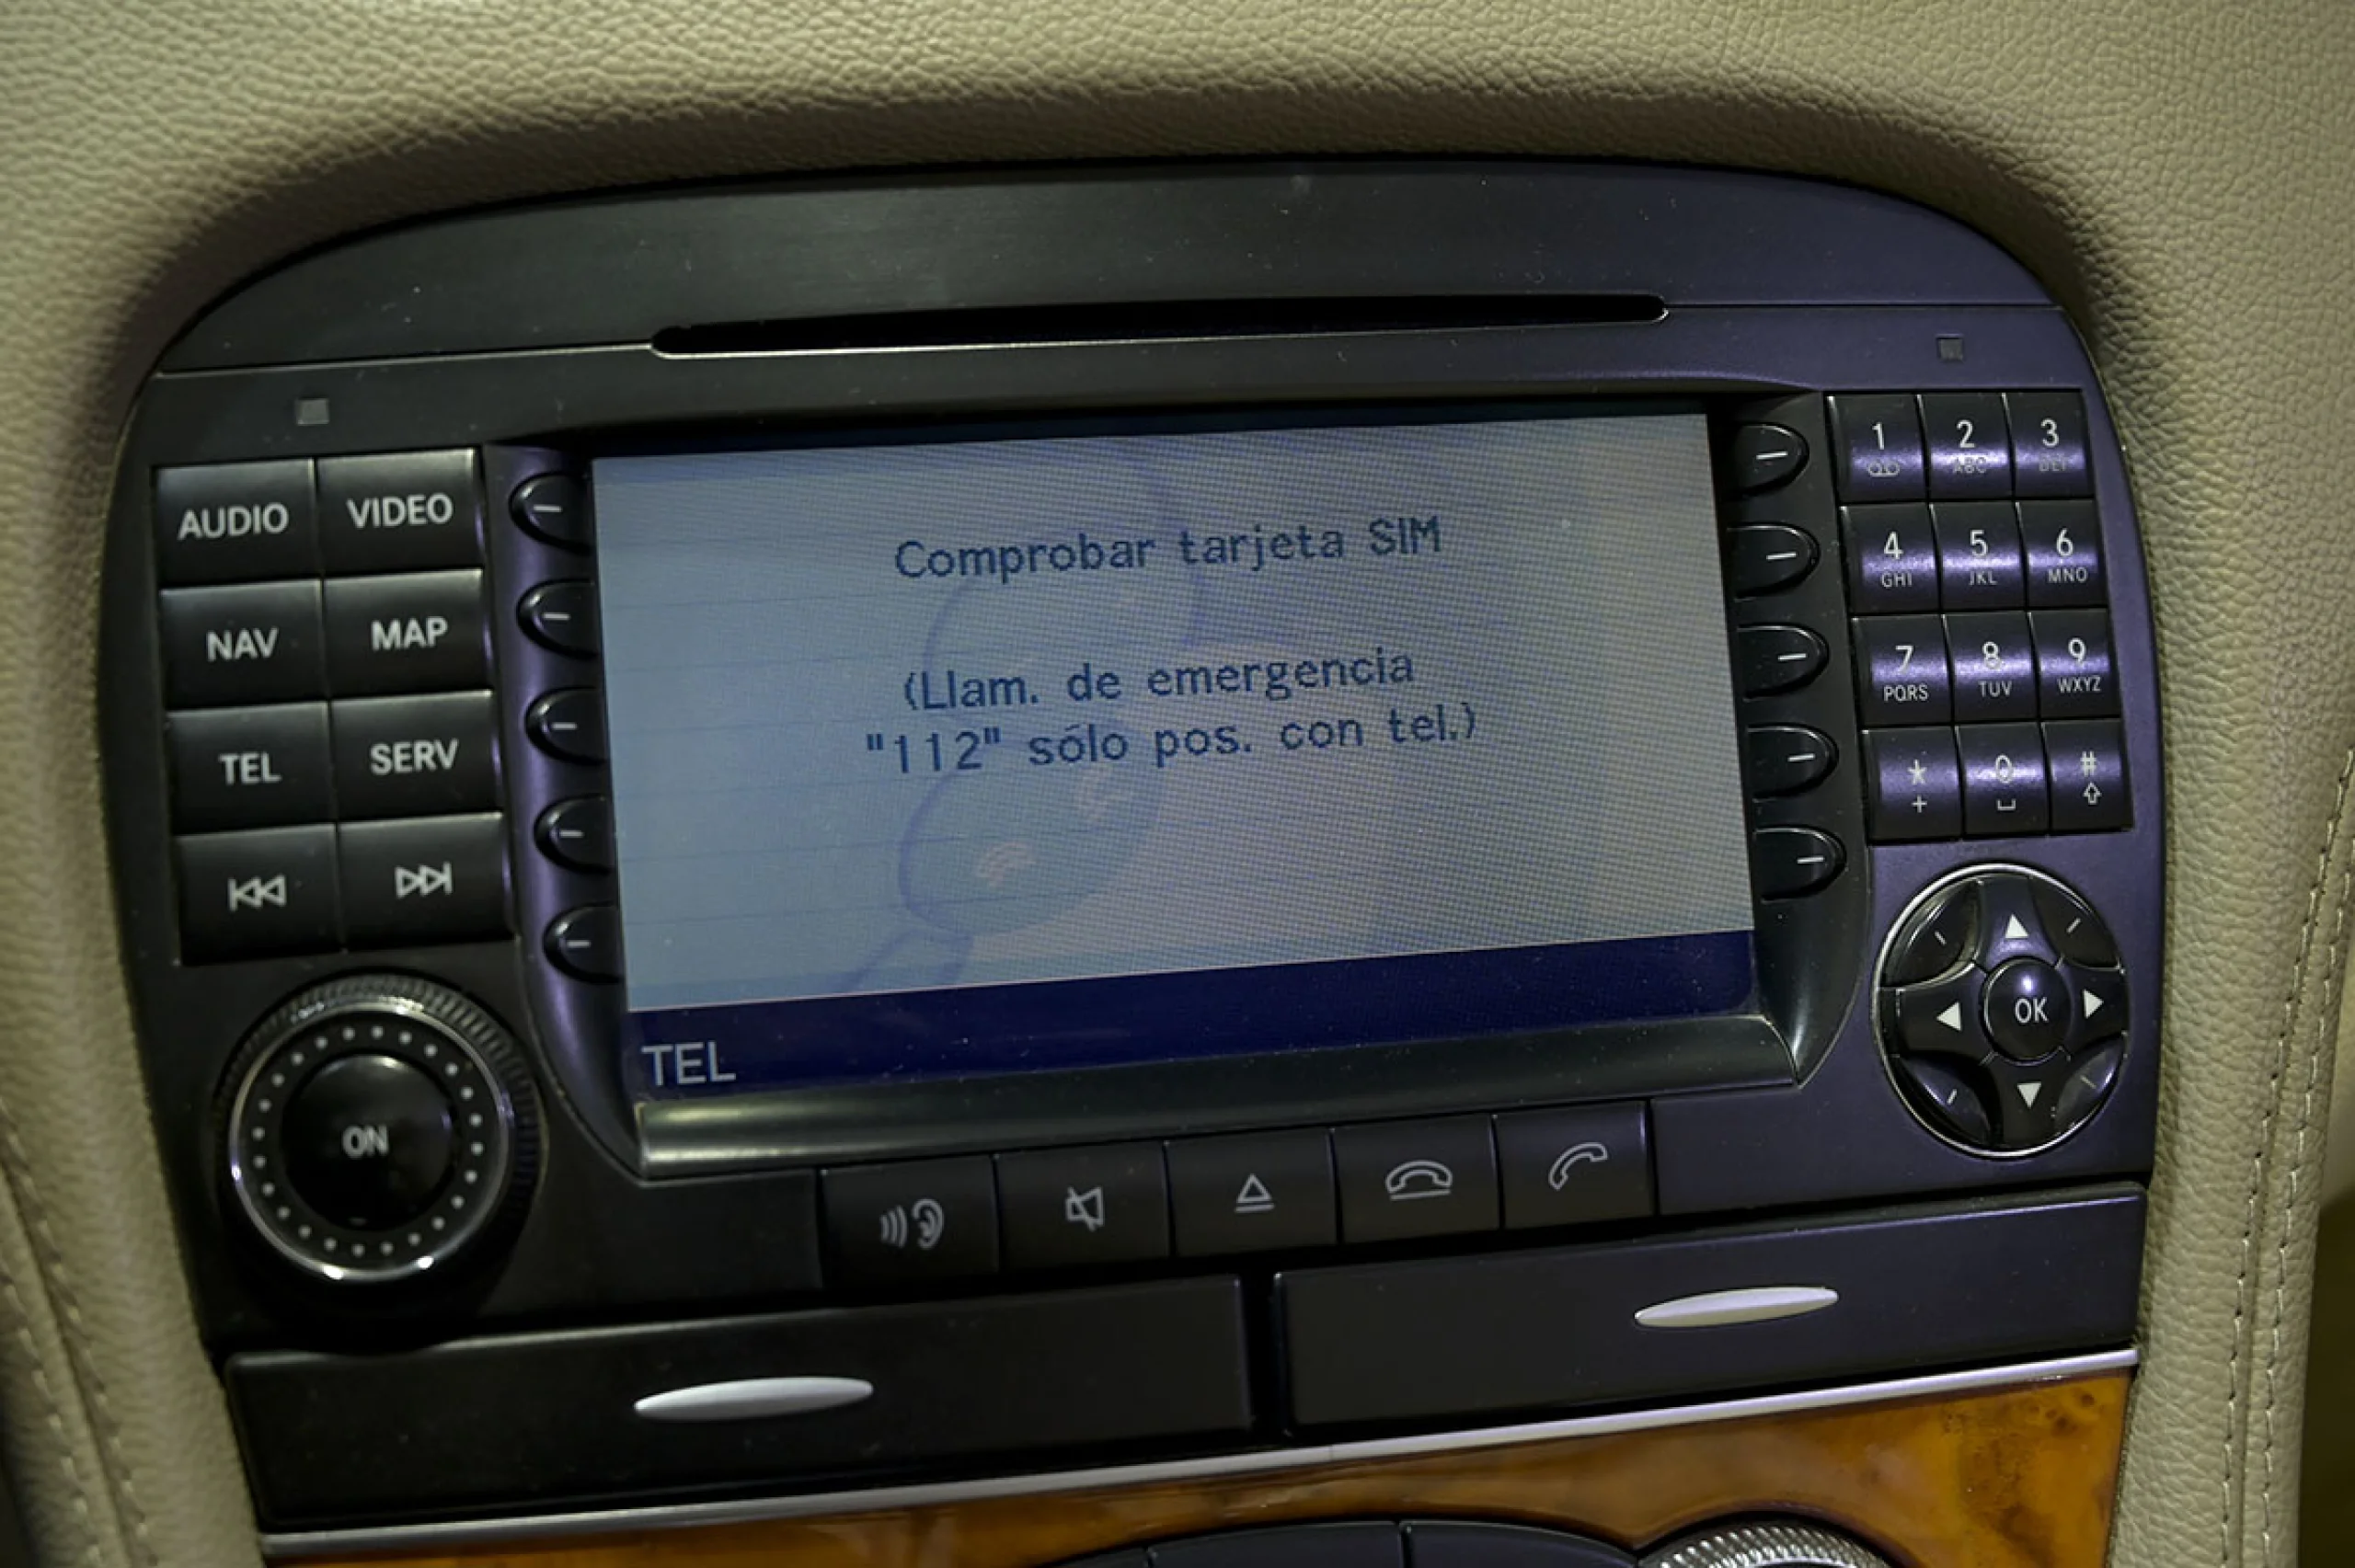 AUDIO VIDEO
NAV MAP
TEL SERV
ON
Comprobar tarjeta SIM
(Llam. de emergencia
"112" sólo pos. con tel.)
TEL
1 2 3
ABC DEF
4 5 6
GHI JKL MNO
7 8 9
PQRS TUV WXYZ
* 0 #
+
OK